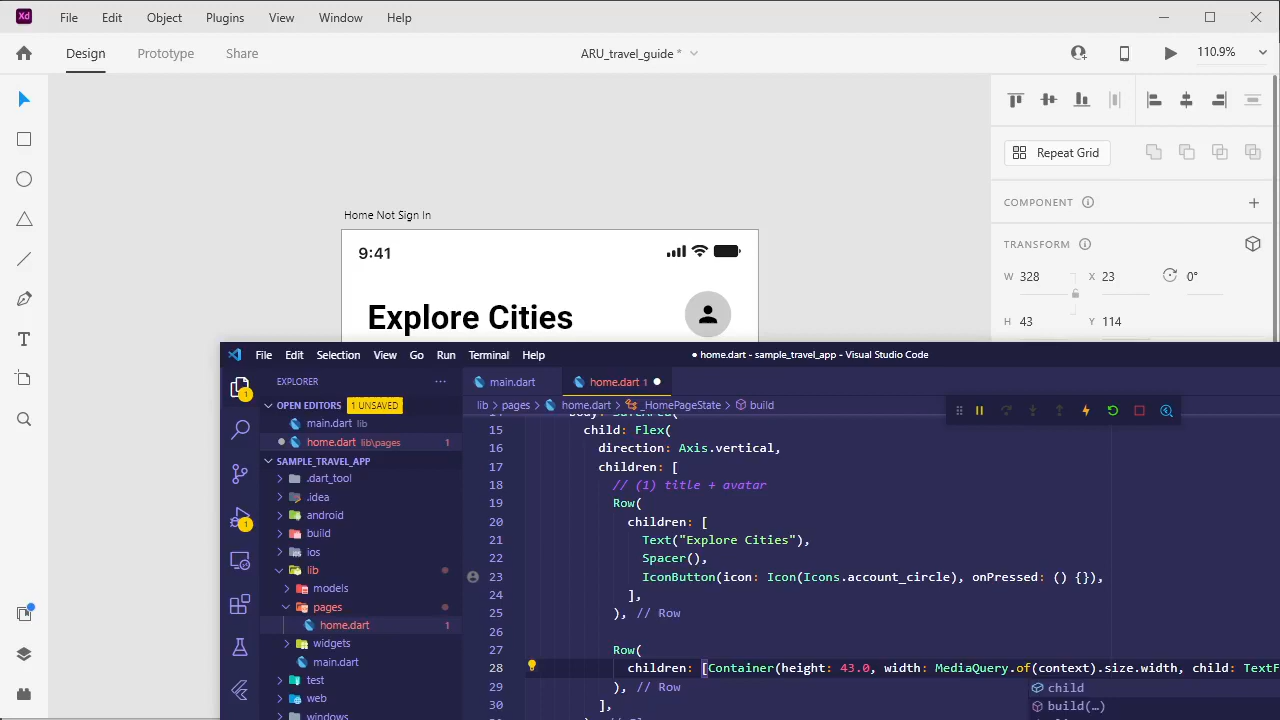 Xd File Edit Object Plugins View Window Help
Design Prototype Share ARU_travel_guide * 110.9%
Repeat Grid
COMPONENT
Home Not Sign In
TRANSFORM
9:41
W 328 X 23 0°
Explore Cities
H 43 Y 114
File Edit Selection View Go Run Terminal Help ● home.dart - sample_travel_app - Visual Studio Code
EXPLORER ··· main.dart home.dart 1 ●
OPEN EDITORS 1 UNSAVED lib > pages > home.dart > _HomePageState > build
main.dart lib
home.dart lib\pages 1
SAMPLE_TRAVEL_APP
.dart_tool
.idea
android
build
ios
lib
models
pages
home.dart 1
widgets
main.dart
test
web
windows
1
1
15 child: Flex(
16 direction: Axis.vertical,
17 children: [
18 // (1) title + avatar
19 Row(
20 children: [
21 Text("Explore Cities"),
22 Spacer(),
23 IconButton(icon: Icon(Icons.account_circle), onPressed: () {}),
24 ],
25 ), // Row
26
27 Row(
28 children: [Container(height: 43.0, width: MediaQuery.of(context).size.width, child: TextF
29 ), // Row
30 ],
child
build(…)